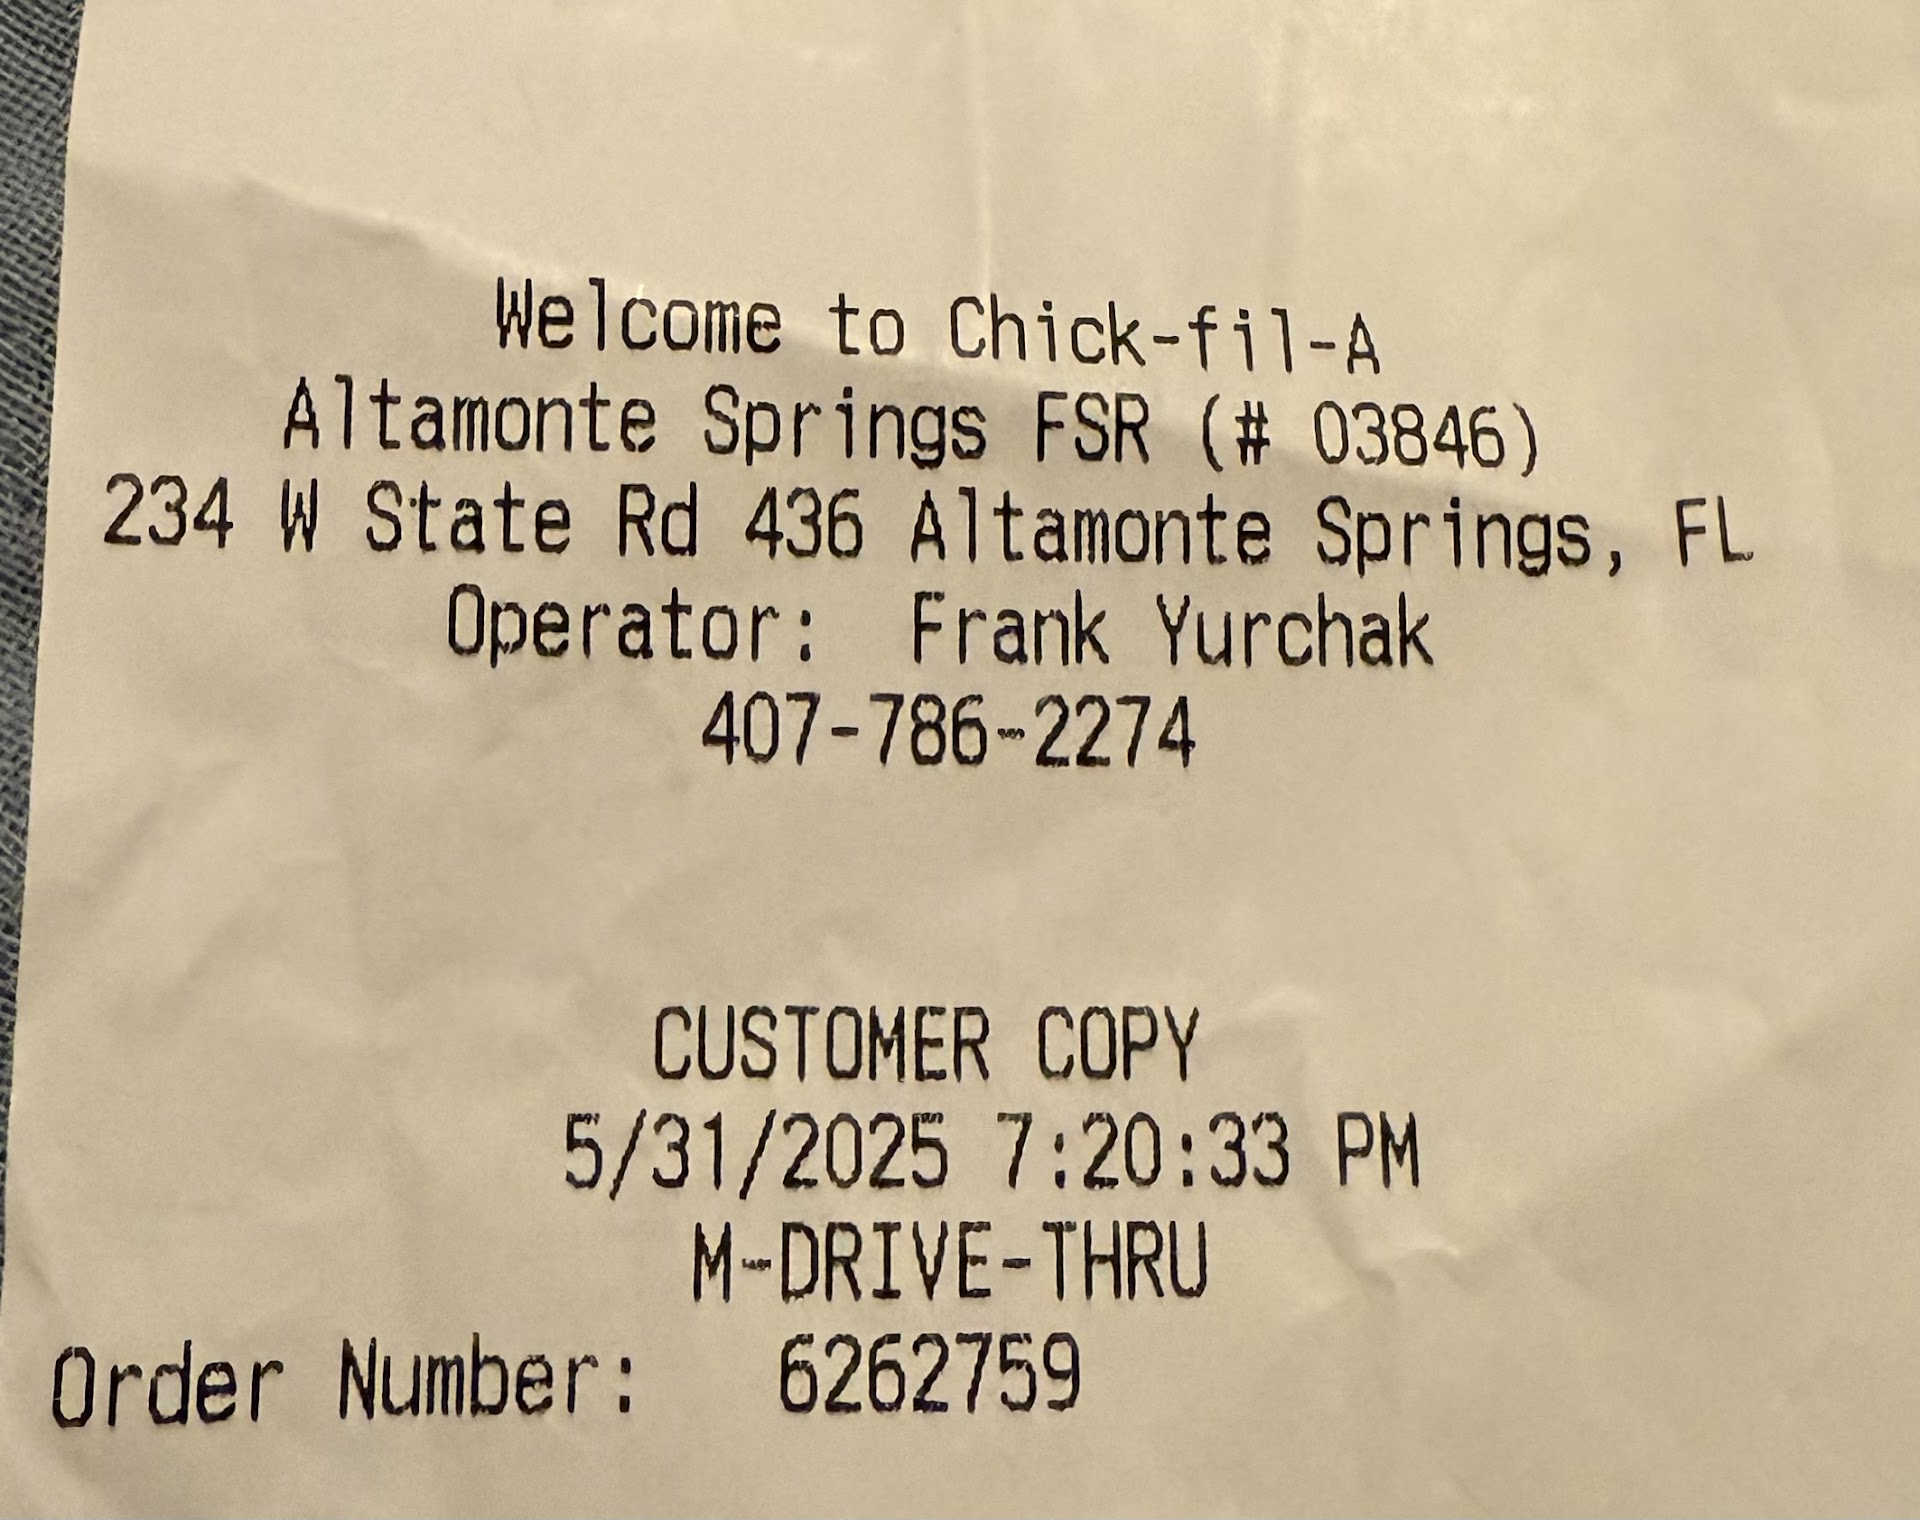 Welcome to Chick-fil-A
Altamonte Springs FSR (# 03846)
234 W State Rd 436 Altamonte Springs, FL
Operator: Frank Yurchak
407-786-2274
CUSTOMER COPY
5/31/2025 7:20:33 PM
M-DRIVE-THRU
Order Number: 6262759